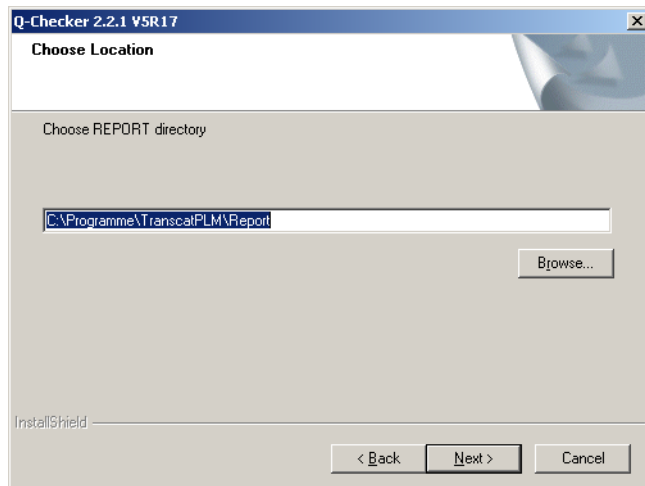 Q-Checker 2.2.1 V5R17
Choose Location
Choose REPORT directory
C:\Programme\TranscatPLM\Report
Browse...
InstallShield
< Back
Next >
Cancel